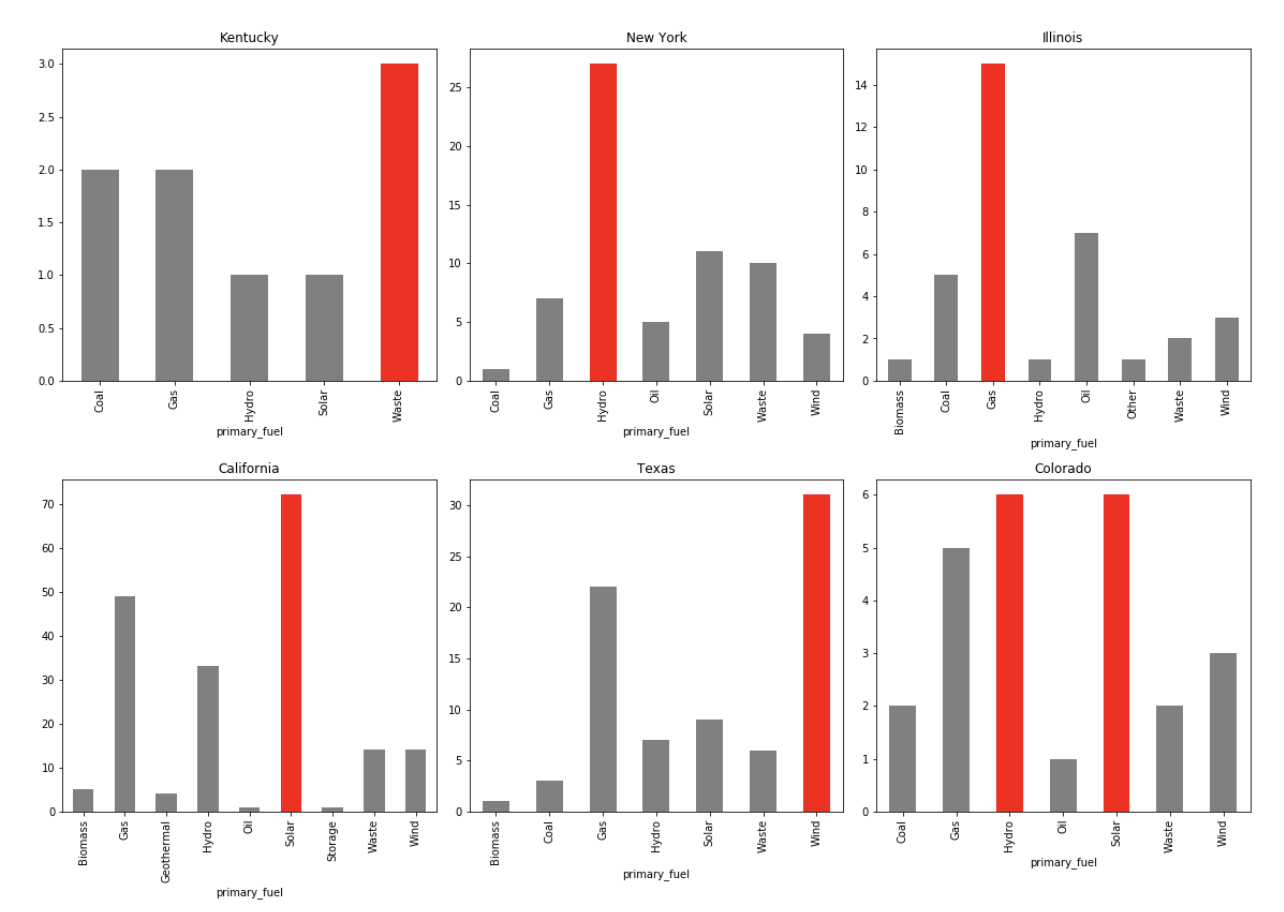 Kentucky
3.0
2.5
2.0
1.5
1.0
0.5
0.0
Coal
Gas
Hydro
Solar
Waste
primary_fuel
New York
25
20
15
10
5
0
Coal
Gas
Hydro
Oil
Solar
Waste
Wind
primary_fuel
Illinois
14
12
10
8
6
4
2
0
Biomass
Coal
Gas
Hydro
Oil
Other
Waste
Wind
primary_fuel
California
70
60
50
40
30
20
10
0
Biomass
Gas
Geothermal
Hydro
Oil
Solar
Storage
Waste
Wind
primary_fuel
Texas
30
25
20
15
10
5
0
Biomass
Coal
Gas
Hydro
Solar
Waste
Wind
primary_fuel
Colorado
6
5
4
3
2
1
0
Coal
Gas
Hydro
Oil
Solar
Waste
Wind
primary_fuel